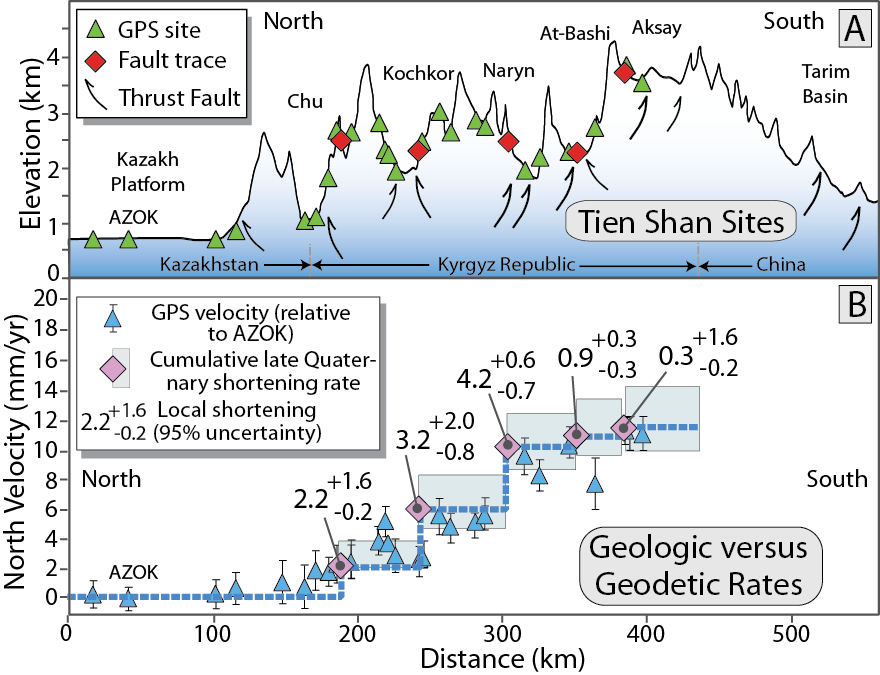 North
At-Bashi
Aksay
South
A
GPS site
Fault trace
Thrust Fault
Kochkor
Naryn
Tarim
Basin
Chu
Kazakh
Platform
AZOK
Tien Shan Sites
Kazakhstan
Kyrgyz Republic
China
Elevation (km)
4
3
2
1
0
B
GPS velocity (relative
to AZOK)
Cumulative late Quater-
nary shortening rate
2.2 +1.6 -0.2 Local shortening
(95% uncertainty)
2.2 +1.6 -0.2
3.2 +2.0 -0.8
4.2 +0.6 -0.7
0.9 +0.3 -0.3
0.3 +1.6 -0.2
North
South
AZOK
Geologic versus
Geodetic Rates
North Velocity (mm/yr)
20
18
16
14
12
10
8
6
4
2
0
0 100 200 300 400 500
Distance (km)